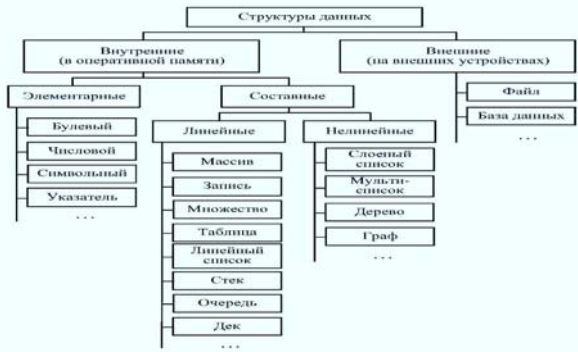 Структуры данных
Внутренние
(в оперативной памяти)
Внешние
(на внешних устройствах)
Элементарные
Составные
Файл
База данных
. . .
Булевый
Числовой
Символьный
Указатель
. . .
Линейные
Нелинейные
Массив
Запись
Множество
Таблица
Линейный
список
Стек
Очередь
Дек
. . .
Слоеный
список
Мульти-
список
Дерево
Граф
. . .